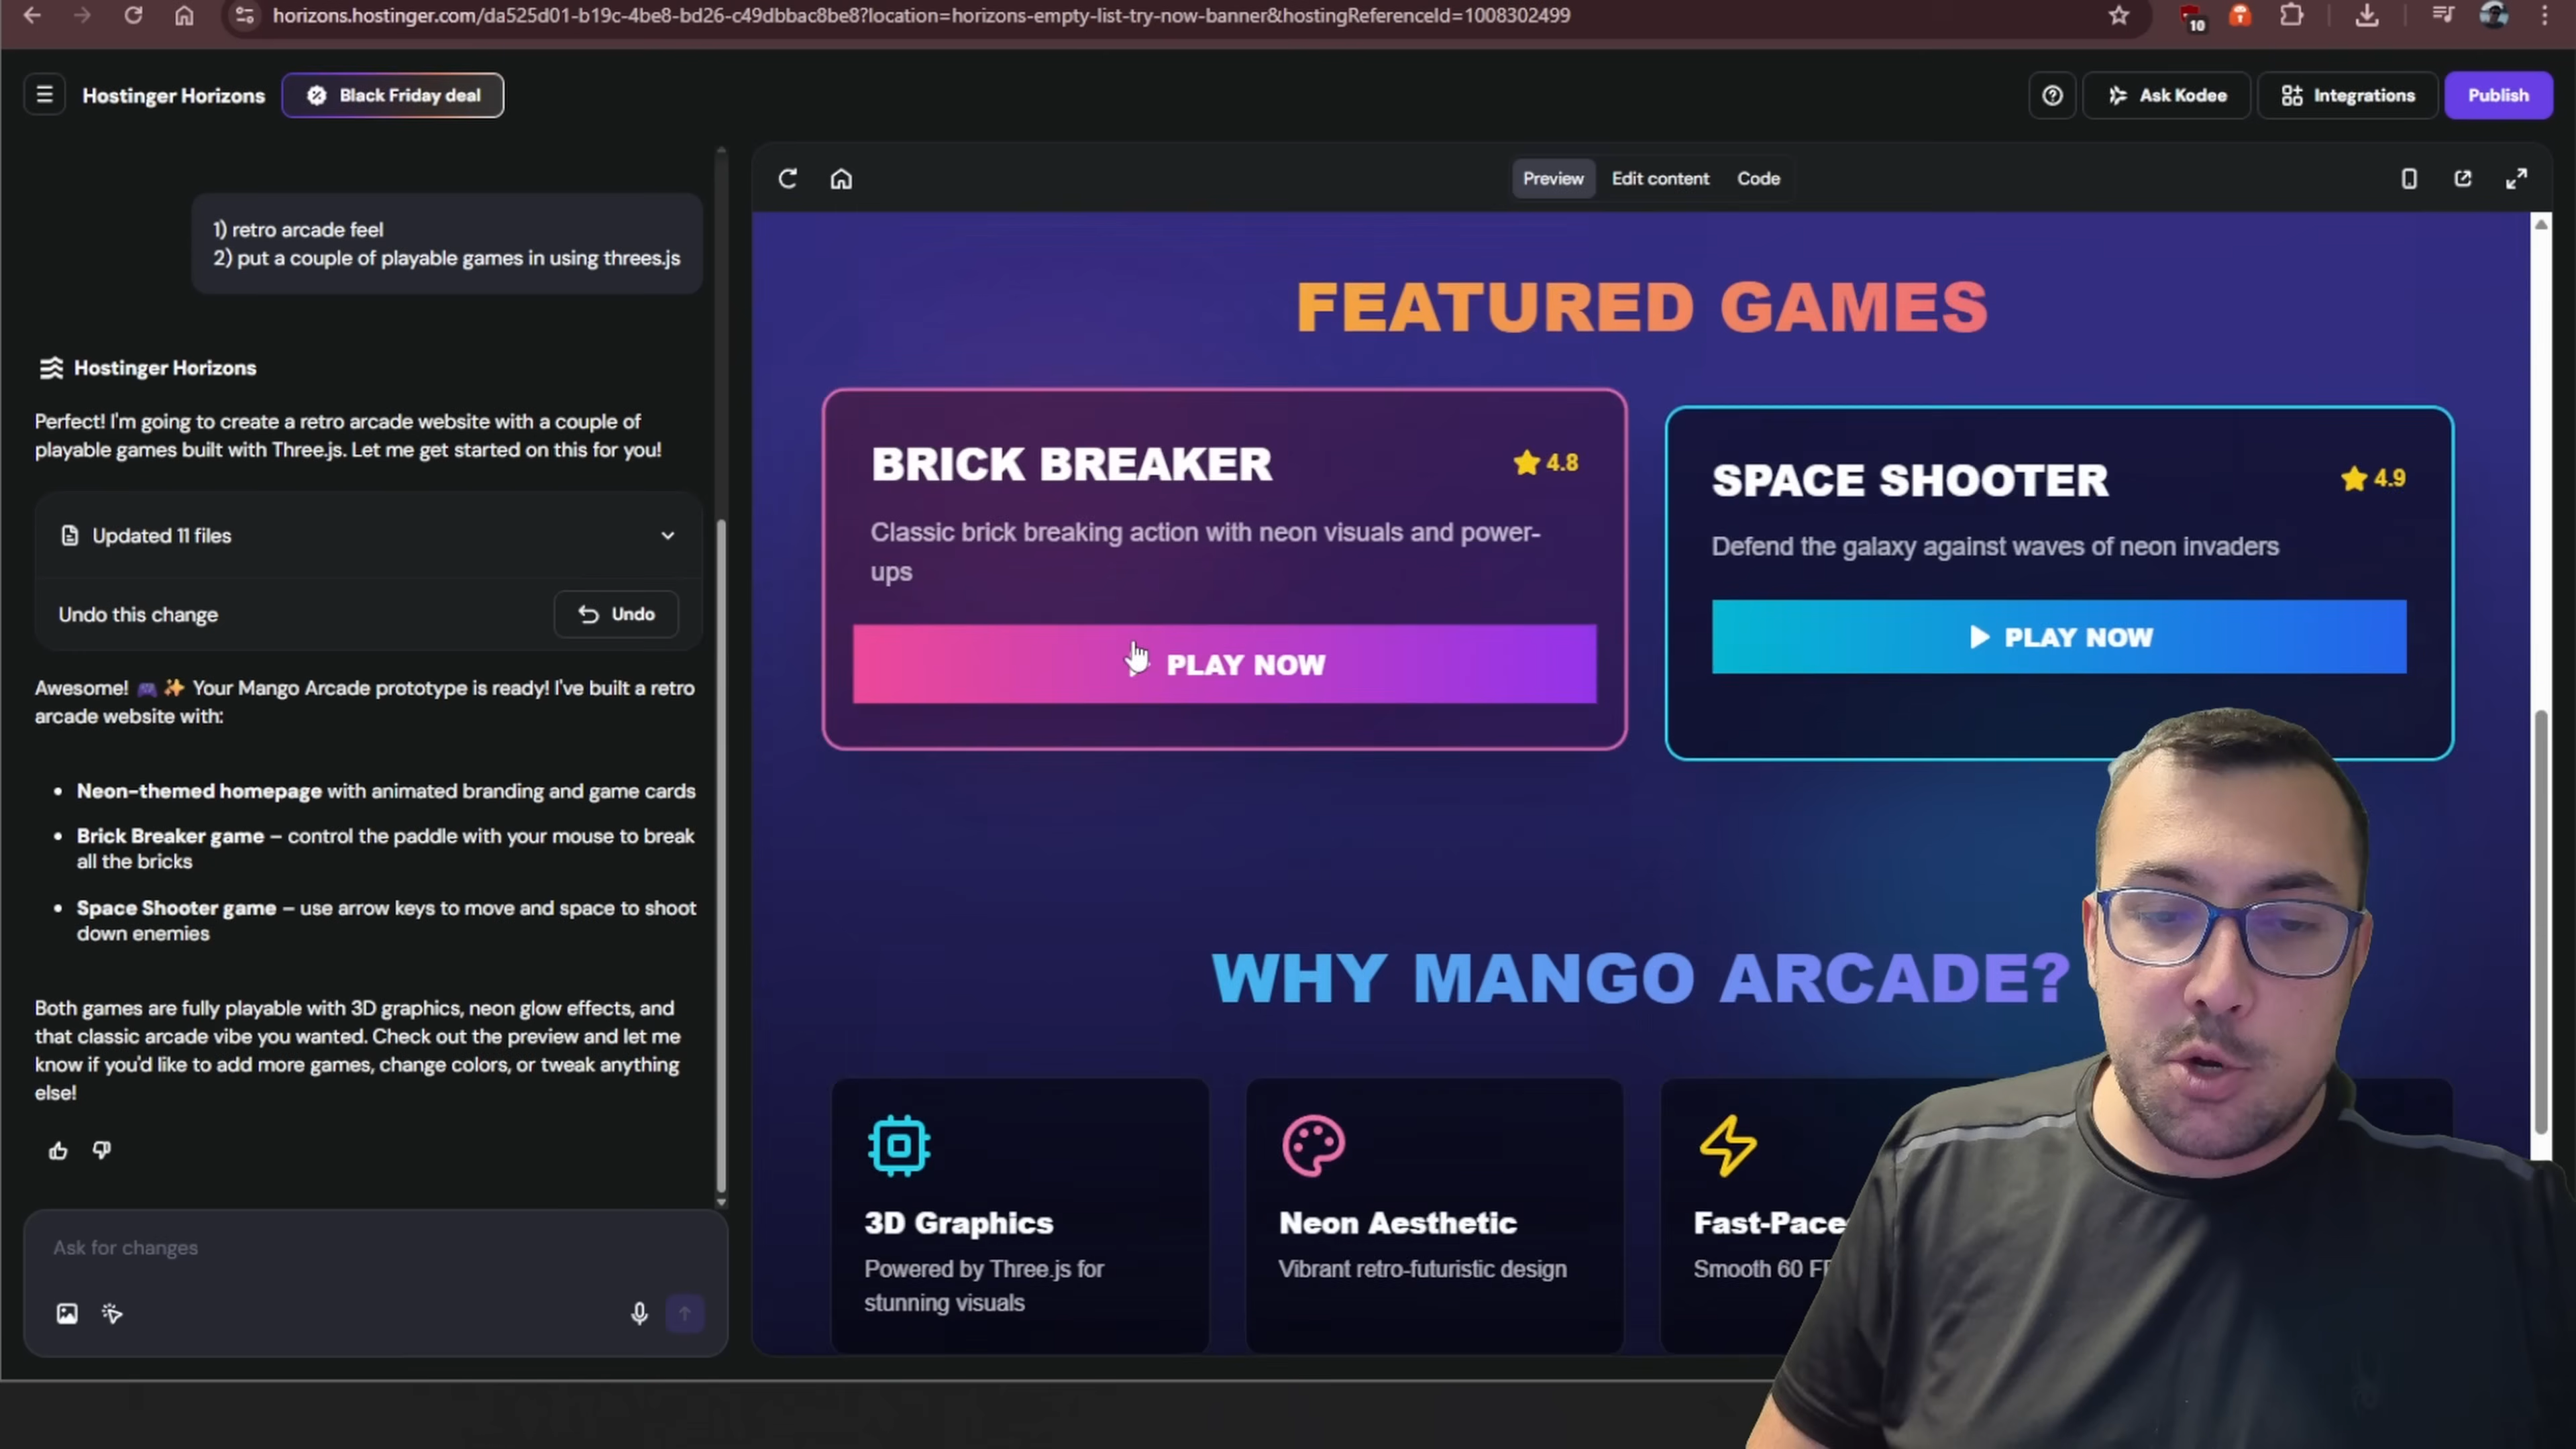 horizons.hostinger.com/da525d01-b19c-4be8-bd26-c49dbbac8be8?location=horizons-empty-list-try-now-banner&hostingReferenceId=1008302499
10
Hostinger Horizons
Black Friday deal
Ask Kodee
Integrations
Publish
1) retro arcade feel
2) put a couple of playable games in using threes.js
Hostinger Horizons
Perfect! I'm going to create a retro arcade website with a couple of
playable games built with Three.js. Let me get started on this for you!
Updated 11 files
Undo this change
Undo
Awesome! 🎮 ✨ Your Mango Arcade prototype is ready! I've built a retro
arcade website with:
• Neon-themed homepage with animated branding and game cards
• Brick Breaker game – control the paddle with your mouse to break
all the bricks
• Space Shooter game – use arrow keys to move and space to shoot
down enemies
Both games are fully playable with 3D graphics, neon glow effects, and
that classic arcade vibe you wanted. Check out the preview and let me
know if you'd like to add more games, change colors, or tweak anything
else!
Ask for changes
Preview
Edit content
Code
FEATURED GAMES
BRICK BREAKER
4.8
Classic brick breaking action with neon visuals and power-
ups
PLAY NOW
SPACE SHOOTER
4.9
Defend the galaxy against waves of neon invaders
PLAY NOW
WHY MANGO ARCADE?
3D Graphics
Powered by Three.js for
stunning visuals
Neon Aesthetic
Vibrant retro-futuristic design
Fast-Pace
Smooth 60